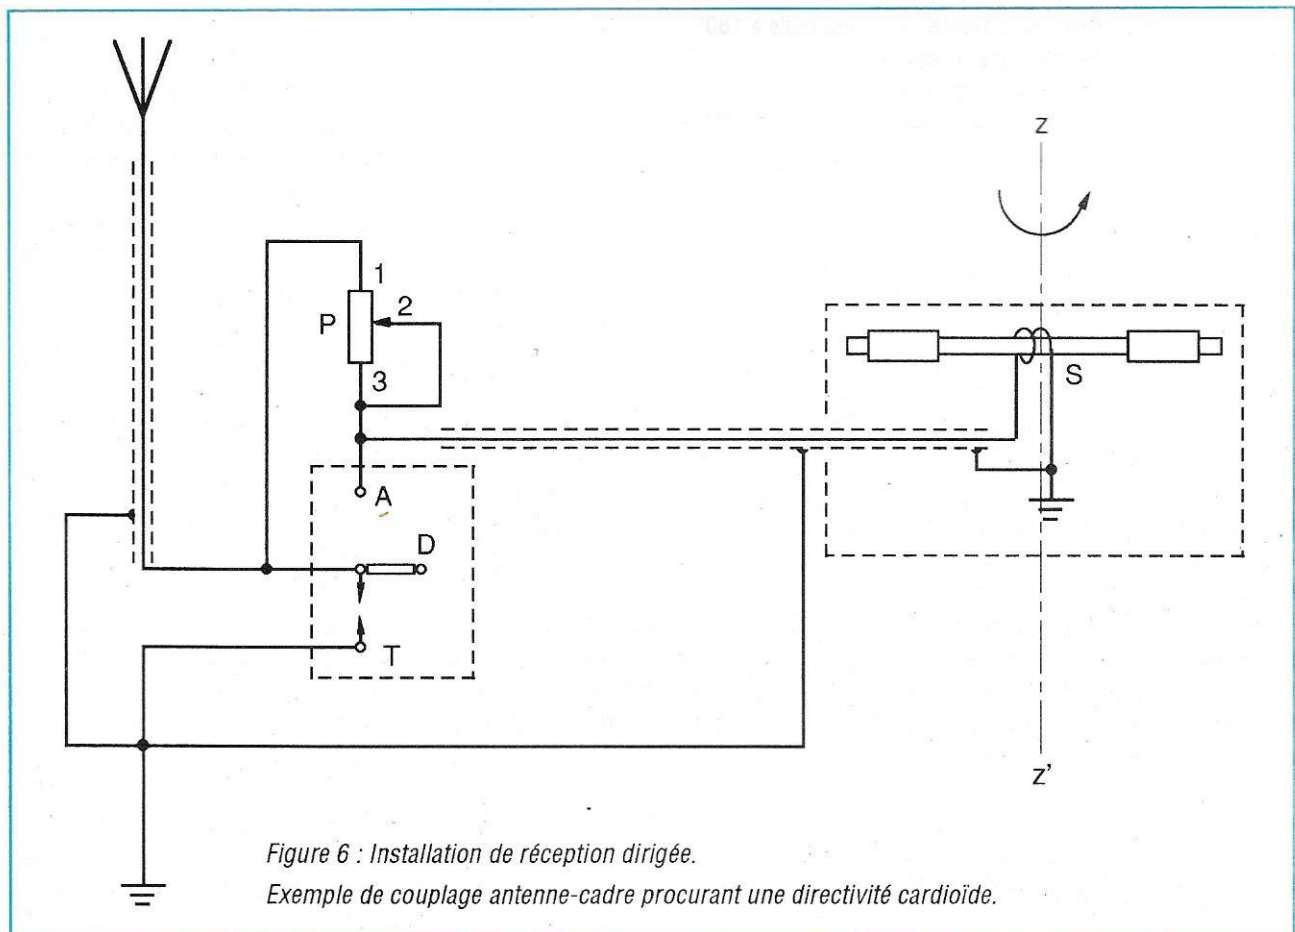 z
1
2
P
3
S
A
D
T
z'
Figure 6 : Installation de réception dirigée.
Exemple de couplage antenne-cadre procurant une directivité cardioïde.